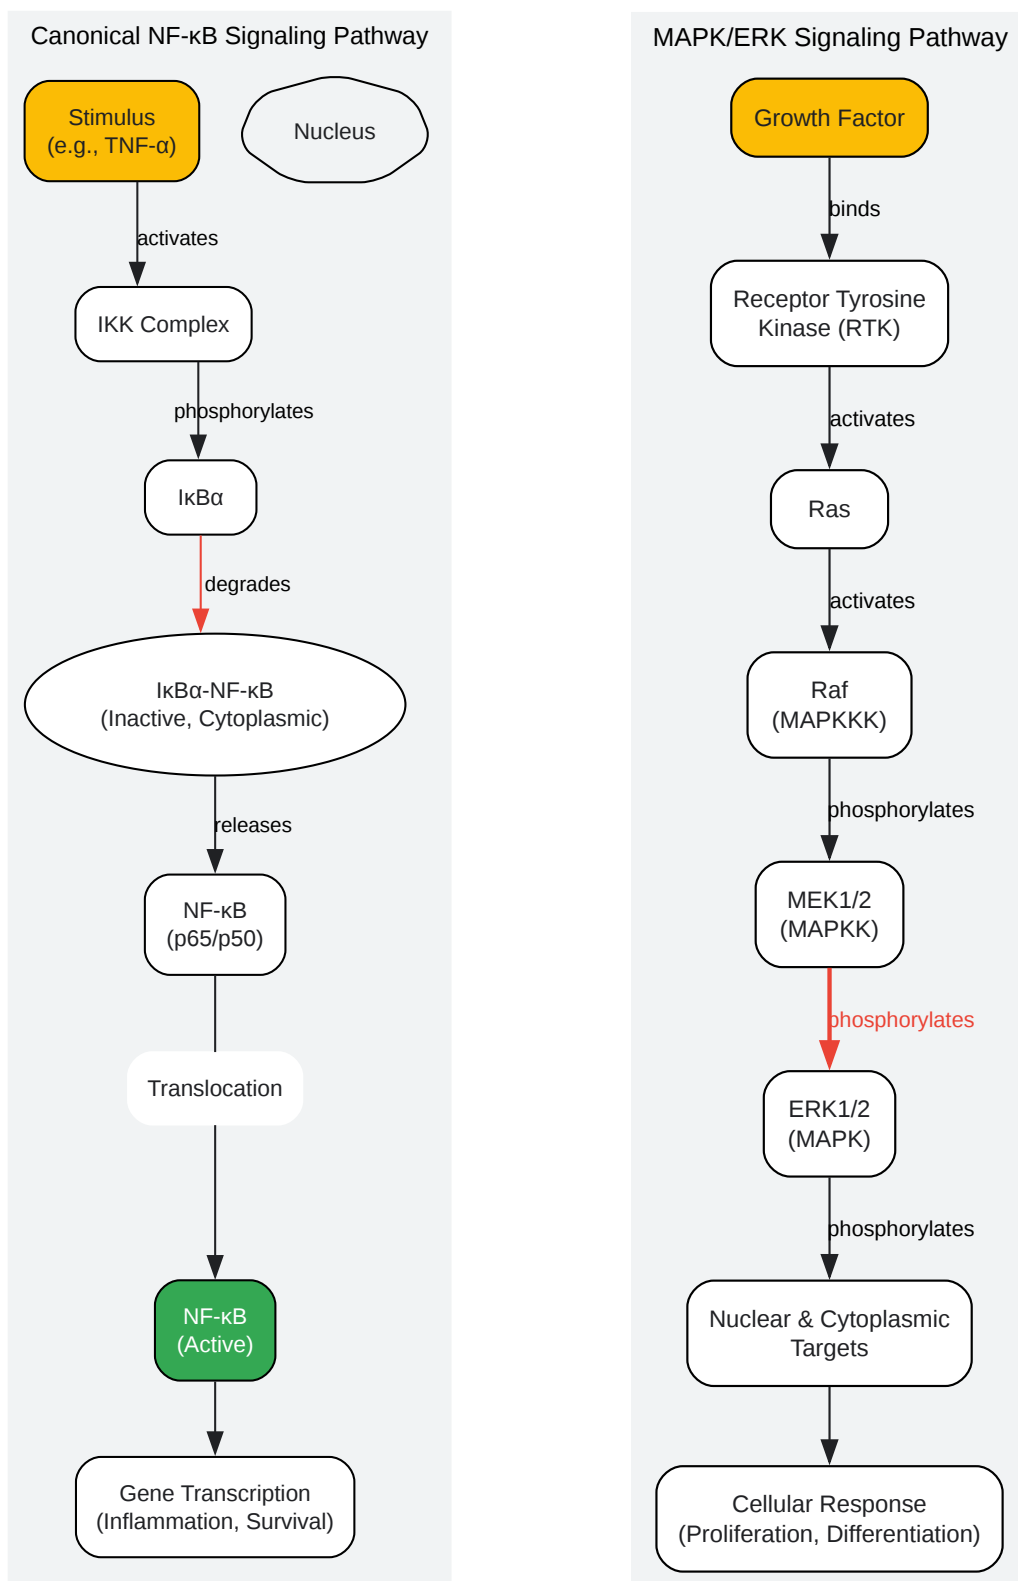 Canonical NF-κB Signaling Pathway
Stimulus
(e.g., TNF-α)
Nucleus
activates
IKK Complex
phosphorylates
IκBα
degrades
IκBα-NF-κB
(Inactive, Cytoplasmic)
releases
NF-κB
(p65/p50)
Translocation
NF-κB
(Active)
Gene Transcription
(Inflammation, Survival)
MAPK/ERK Signaling Pathway
Growth Factor
binds
Receptor Tyrosine
Kinase (RTK)
activates
Ras
activates
Raf
(MAPKKK)
phosphorylates
MEK1/2
(MAPKK)
phosphorylates
ERK1/2
(MAPK)
phosphorylates
Nuclear & Cytoplasmic
Targets
Cellular Response
(Proliferation, Differentiation)